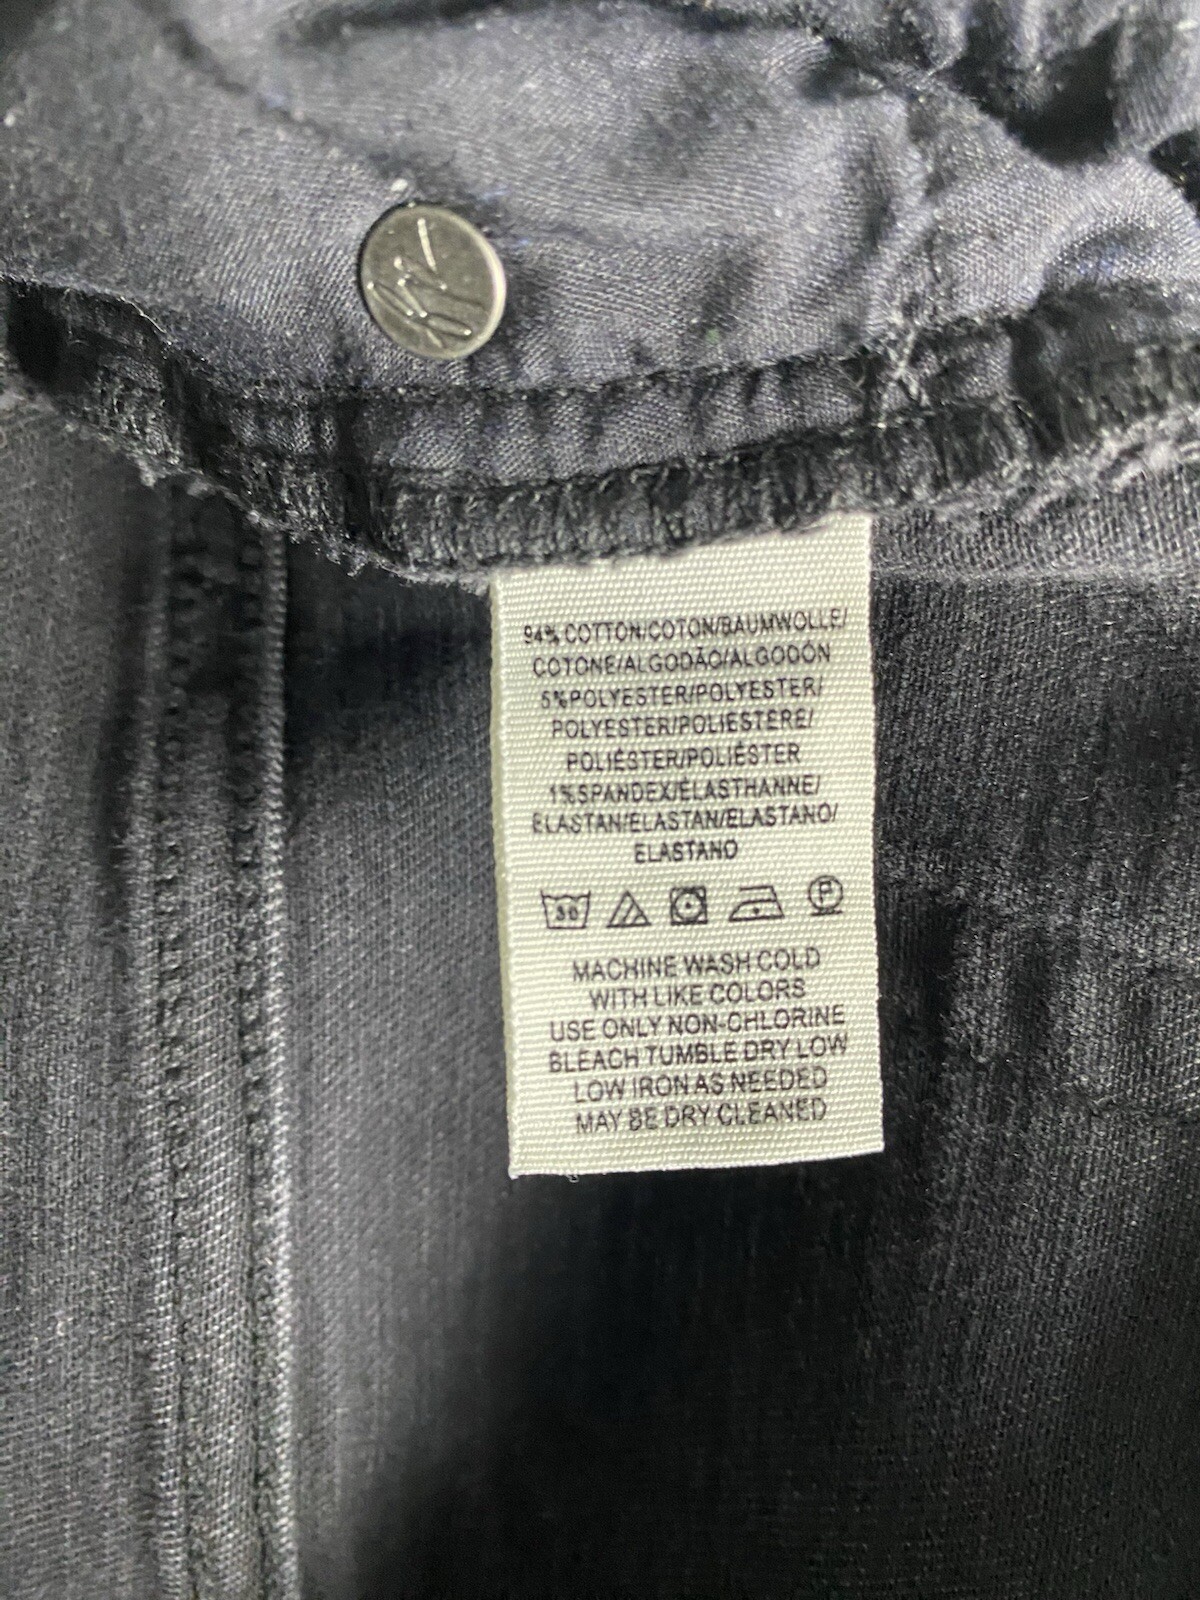 94% COTTON/COTON/BAUMWOLLE/
COTONE/ALGODÃO/ALGODÓN
5%POLYESTER/POLYESTER/
POLYESTER/POLIESTERE/
POLIÉSTER/POLIÉSTER
1%SPANDEX/ÉLASTHANNE/
ELASTAN/ELASTAN/ELASTANO/
ELASTANO
30 P
MACHINE WASH COLD
WITH LIKE COLORS
USE ONLY NON-CHLORINE
BLEACH TUMBLE DRY LOW
LOW IRON AS NEEDED
MAY BE DRY CLEANED